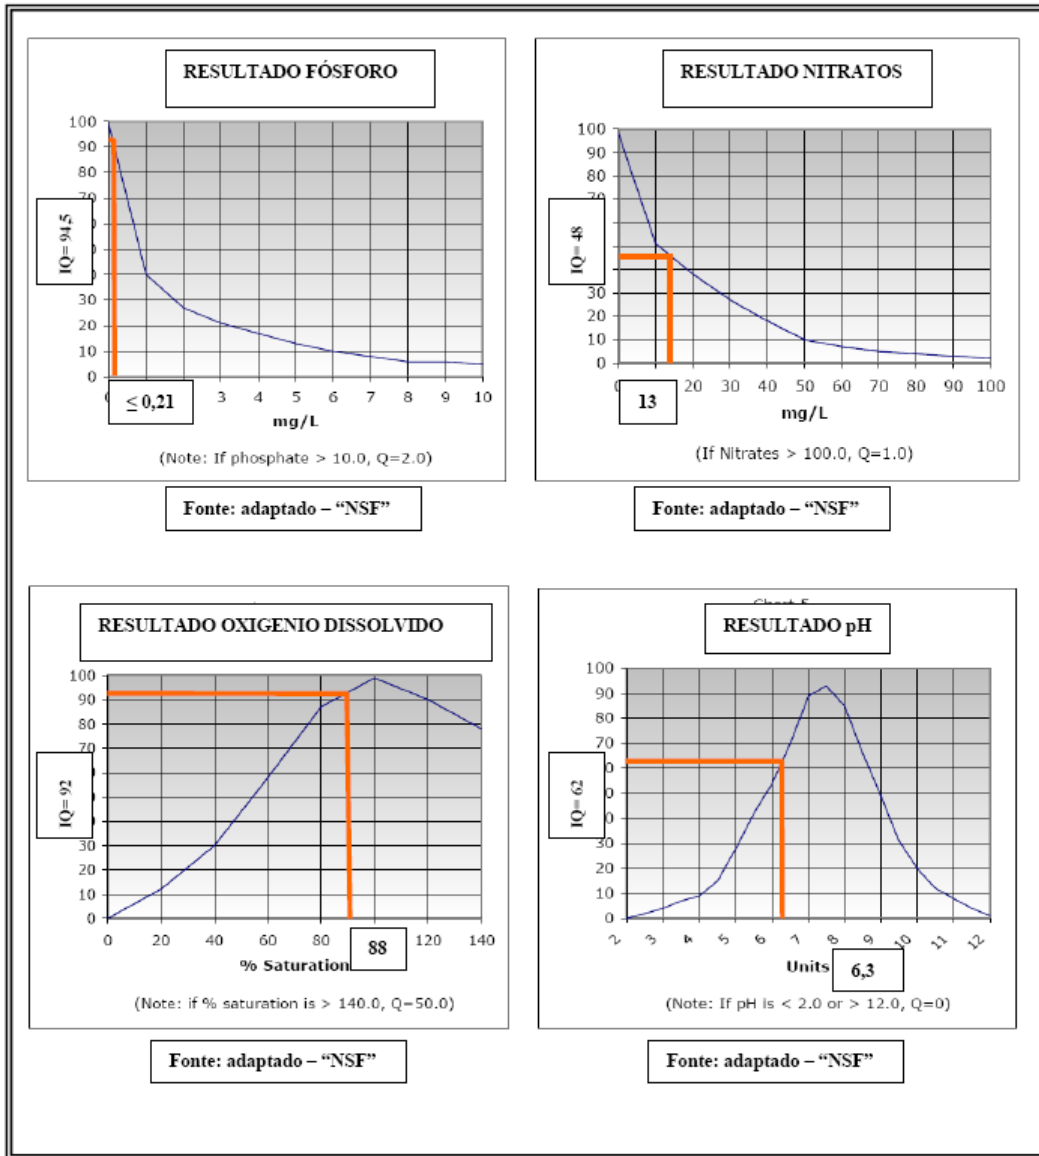 RESULTADO FÓSFORO
100
90
80
30
20
10
0
IQ= 94,5
≤ 0,21
3 4 5 6 7 8 9 10
mg/L
(Note: If phosphate > 10.0, Q=2.0)
Fonte: adaptado – “NSF”
RESULTADO NITRATOS
100
90
80
30
20
10
0
IQ= 48
0 20 30 40 50 60 70 80 90 100
13
mg/L
(If Nitrates > 100.0, Q=1.0)
Fonte: adaptado – “NSF”
RESULTADO OXIGENIO DISSOLVIDO
100
90
80
70
30
20
10
0
IQ= 92
0 20 40 60 80 120 140
88
% Saturation
(Note: if % saturation is > 140.0, Q=50.0)
Fonte: adaptado – “NSF”
RESULTADO pH
100
90
80
70
30
20
10
0
IQ= 62
2 3 4 5 6 7 8 9 10 11 12
Units
6,3
(Note: If pH is < 2.0 or > 12.0, Q=0)
Fonte: adaptado – “NSF”